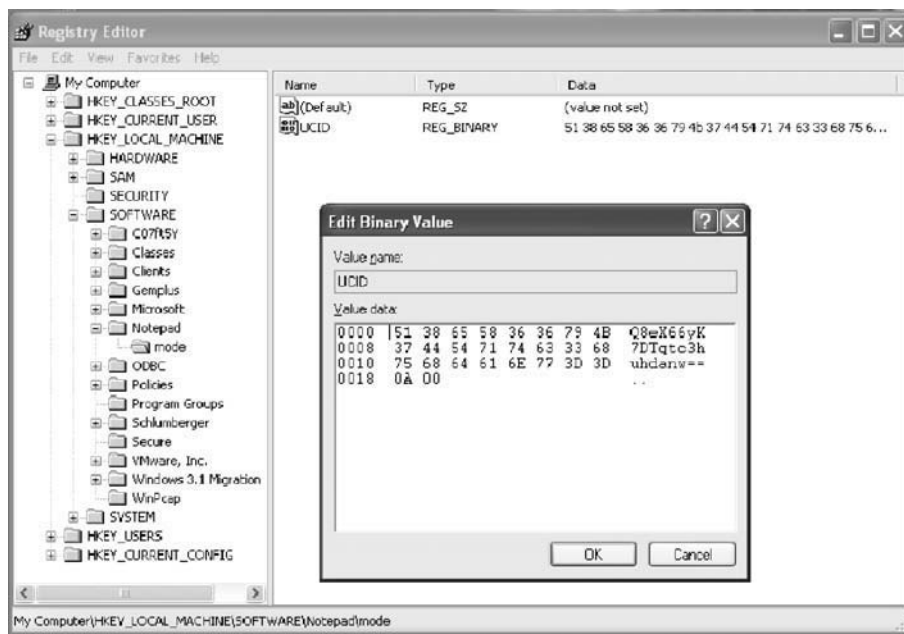 Registry Editor
File Edit View Favorites Help
My Computer
HKEY_CLASSES_ROOT
HKEY_CURRENT_USER
HKEY_LOCAL_MACHINE
HARDWARE
SAM
SECURITY
SOFTWARE
C07ft5Y
Classes
Clients
Gemplus
Microsoft
Notepad
mode
ODBC
Policies
Program Groups
Schlumberger
Secure
VMware, Inc.
Windows 3.1 Migration
WinPcap
SYSTEM
HKEY_USERS
HKEY_CURRENT_CONFIG
Name Type Data
(Default) REG_SZ (value not set)
UCID REG_BINARY 51 38 65 58 36 36 79 4b 37 44 54 71 74 63 33 68 75 6...
Edit Binary Value
Value name:
UCID
Value data:
0000 51 38 65 58 36 36 79 4B Q8eX66yK
0008 37 44 54 71 74 63 33 68 7DTqtc3h
0010 75 68 64 61 6E 77 3D 3D uhdanw==
0018 0A 00 ..
OK Cancel
My Computer\HKEY_LOCAL_MACHINE\SOFTWARE\Notepad\mode